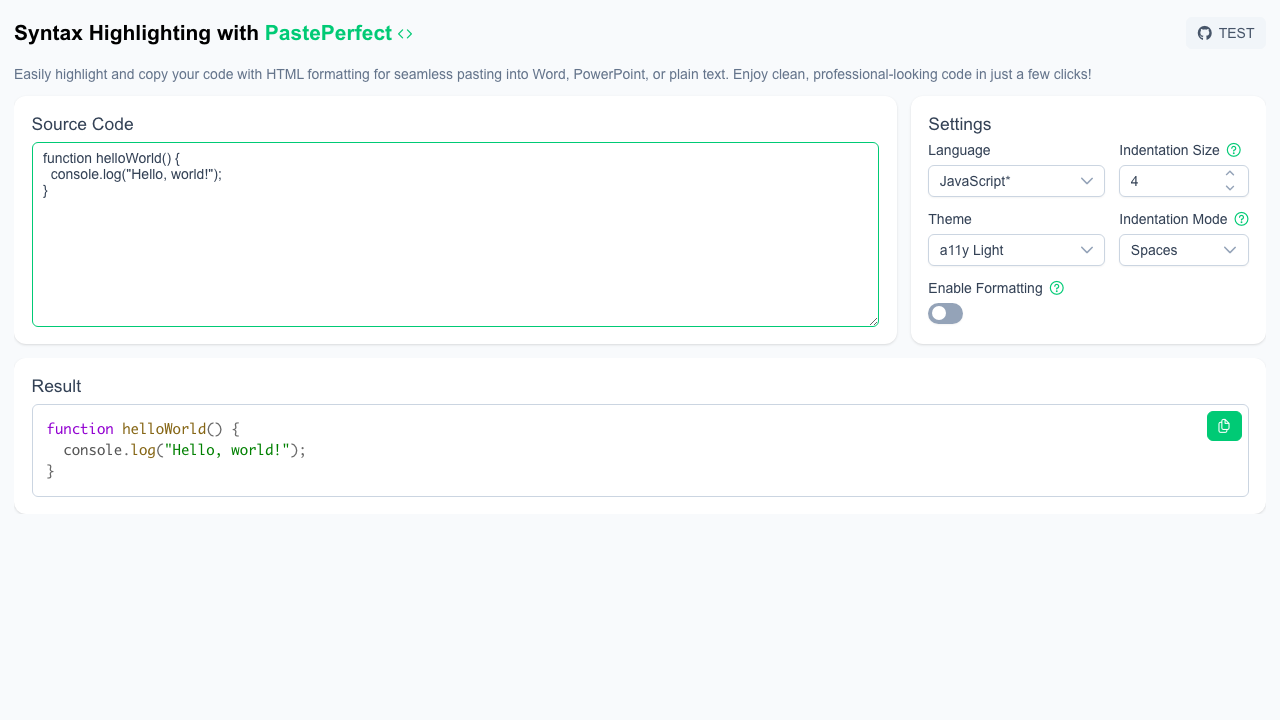 Syntax Highlighting with PastePerfect <>
TEST
Easily highlight and copy your code with HTML formatting for seamless pasting into Word, PowerPoint, or plain text. Enjoy clean, professional-looking code in just a few clicks!
Source Code
function helloWorld() {
  console.log("Hello, world!");
}
Settings
Language
Indentation Size
JavaScript*
4
Theme
Indentation Mode
a11y Light
Spaces
Enable Formatting
Result
function helloWorld() {
  console.log("Hello, world!");
}